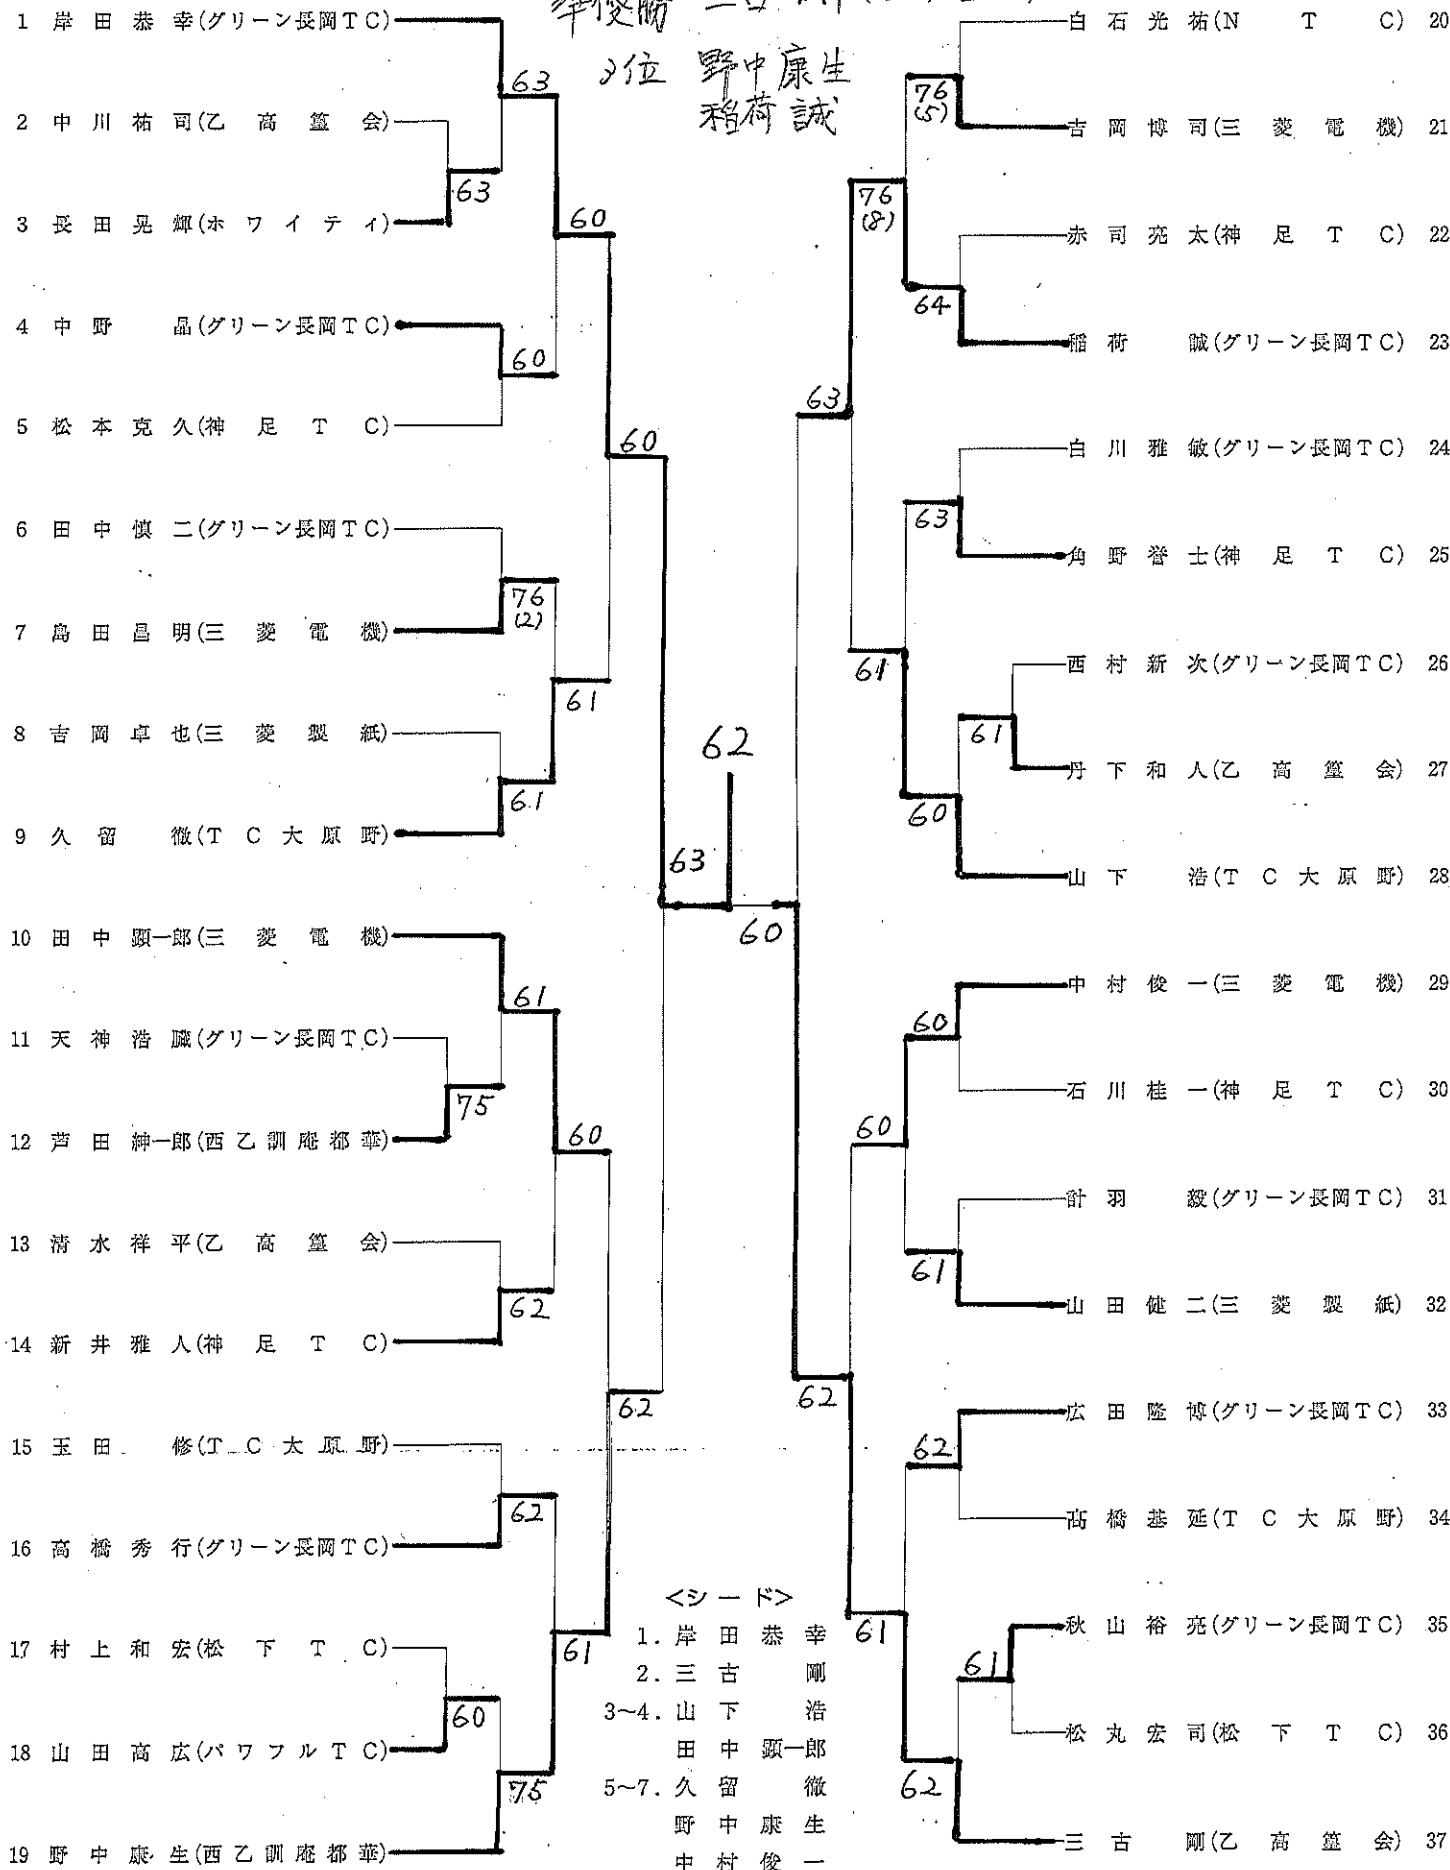 準優勝
3位 野中康生
稲荷 誠
1 岸田恭幸(グリーン長岡TC)
63
2 中川祐司(乙高篁会)
63
3 長田晃輝(ホワイティ)
60
4 中野 晶(グリーン長岡TC)
60
5 松本克久(神足TC)
60
6 田中慎二(グリーン長岡TC)
76
(2)
7 島田昌明(三菱電機)
61
8 吉岡卓也(三菱製紙)
61
9 久留 徹(TC大原野)
63
62
10 田中顕一郎(三菱電機)
61
11 天神浩臓(グリーン長岡TC)
75
12 芦田紳一郎(西乙訓庵都華)
60
13 清水祥平(乙高篁会)
62
14 新井雅人(神足TC)
62
15 玉田 修(TC大原野)
62
16 高橋秀行(グリーン長岡TC)
61
17 村上和宏(松下TC)
60
18 山田高広(パワフルTC)
75
19 野中康生(西乙訓庵都華)
白石光祐(NTC) 20
76
(5)
吉岡博司(三菱電機) 21
76
(8)
赤司亮太(神足TC) 22
64
稲荷 誠(グリーン長岡TC) 23
63
白川雅敏(グリーン長岡TC) 24
63
角野誉士(神足TC) 25
61
西村新次(グリーン長岡TC) 26
61
丹下和人(乙高篁会) 27
60
山下 浩(TC大原野) 28
60
中村俊一(三菱電機) 29
60
石川桂一(神足TC) 30
60
計羽 毅(グリーン長岡TC) 31
61
山田健二(三菱製紙) 32
62
広田隆博(グリーン長岡TC) 33
62
高橋基延(TC大原野) 34
61
秋山裕亮(グリーン長岡TC) 35
61
松丸宏司(松下TC) 36
62
三古 剛(乙高篁会) 37
<シード>
1. 岸田恭幸
2. 三古 剛
3~4. 山下 浩
田中顕一郎
5~7. 久留 徹
野中康生
中村俊一